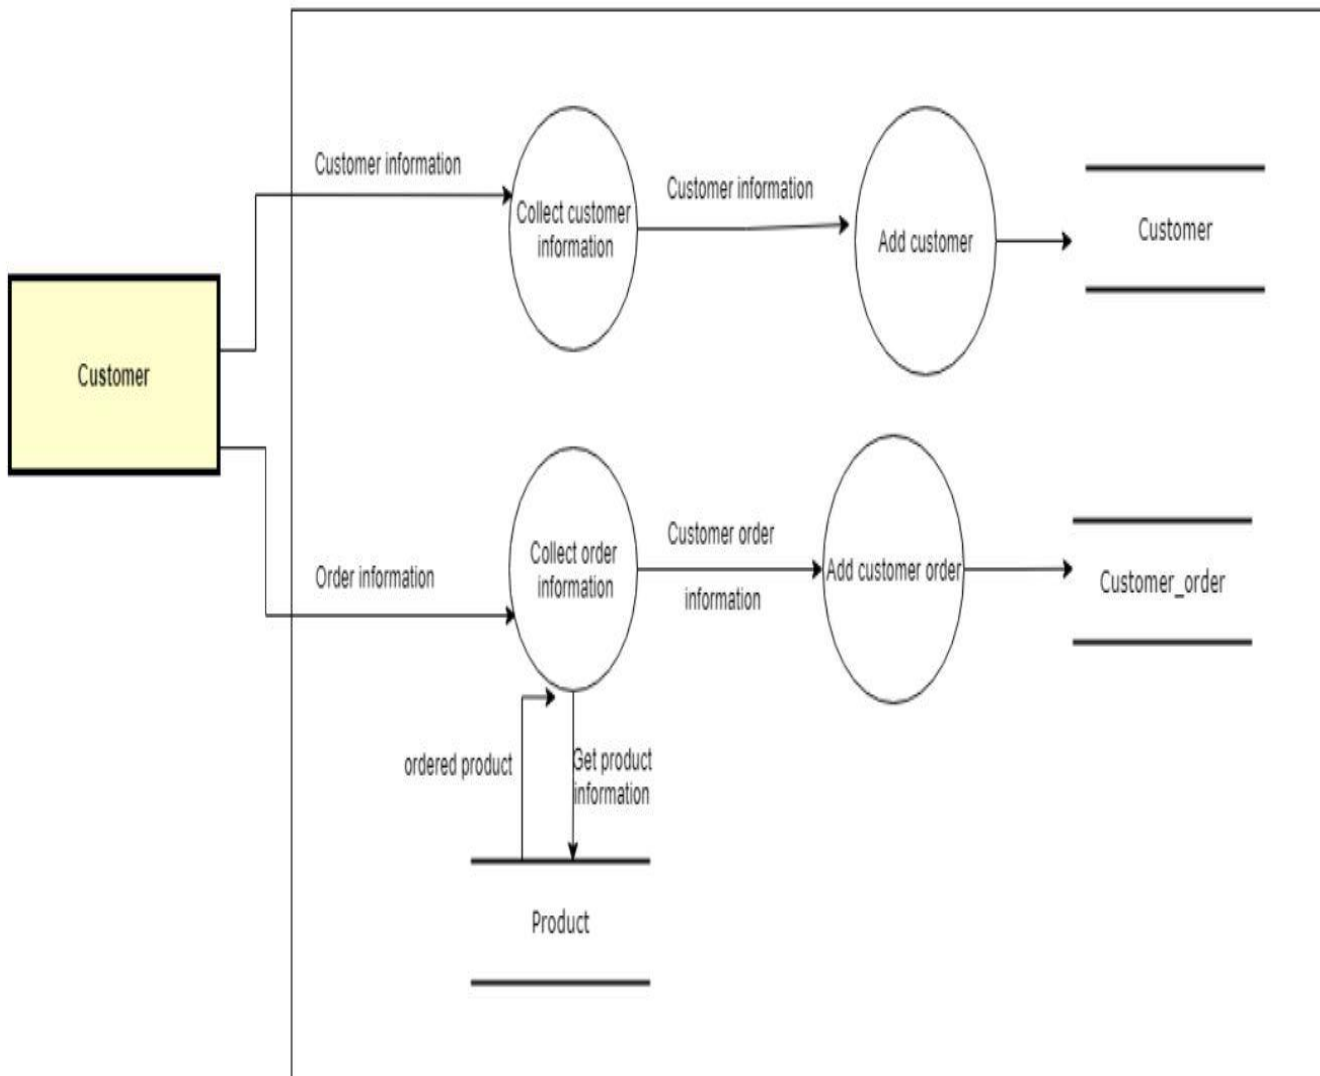 Customer information
Customer information
Collect customer
information
Add customer
Customer
Customer
Customer order
Collect order
information
Order information
information
Add customer order
Customer_order
ordered product
Get product
information
Product